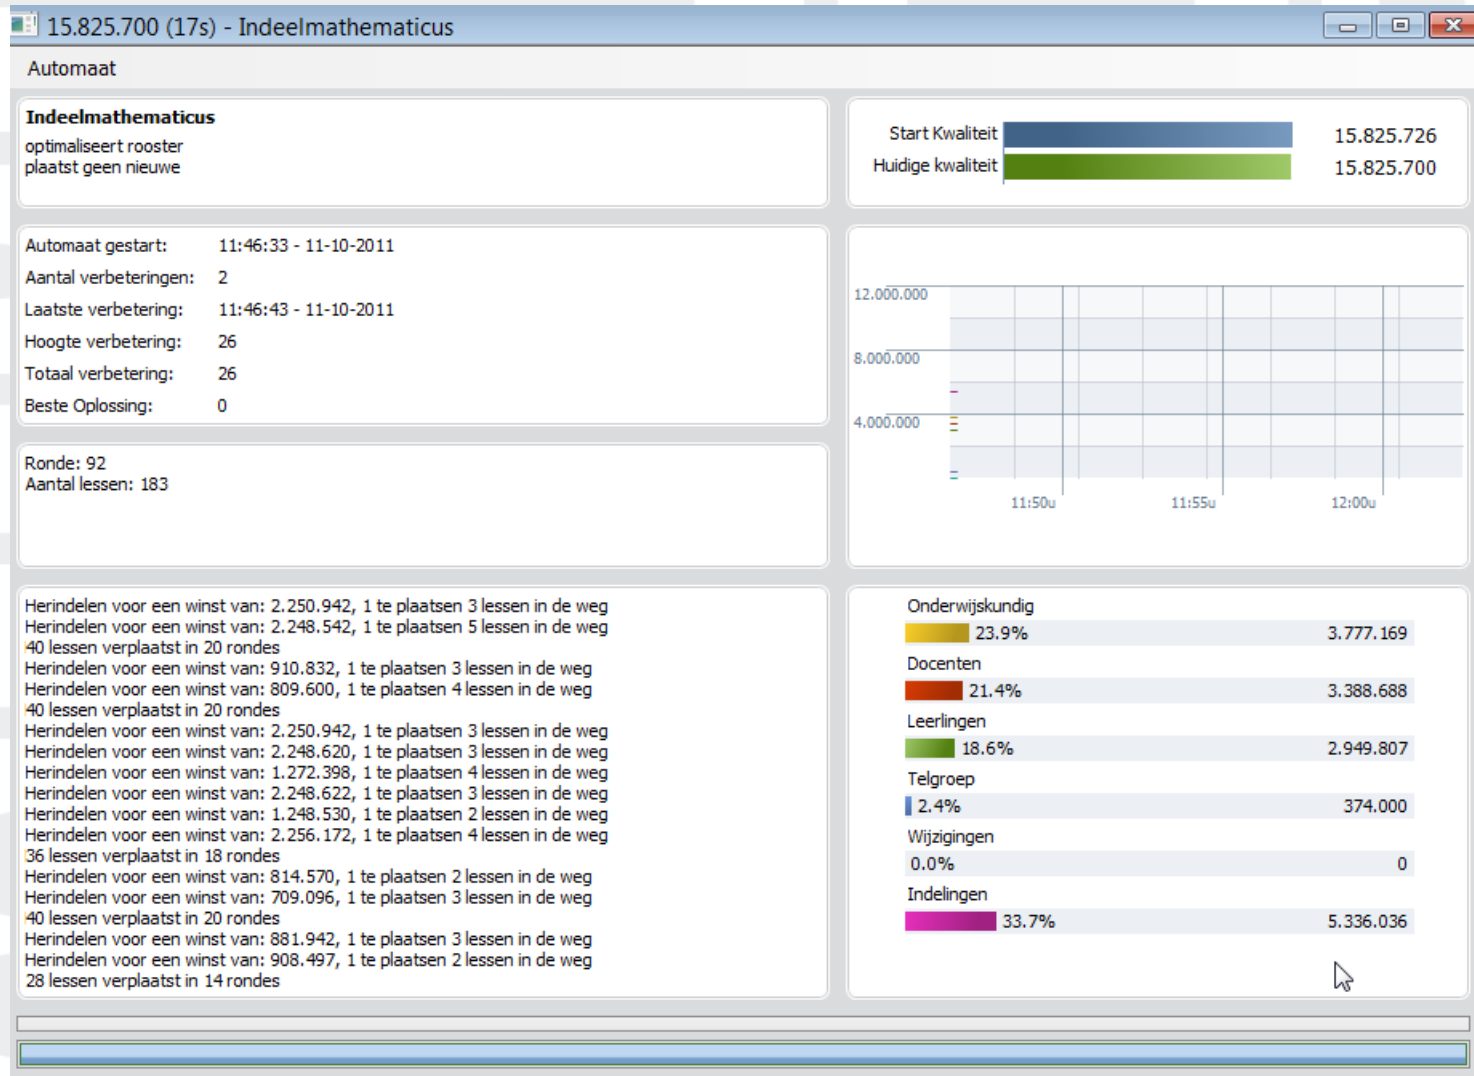 15.825.700 (17s) - Indeelmathematicus
Automaat
Indeelmathematicus
optimaliseert rooster
plaatst geen nieuwe
Start Kwaliteit 15.825.726
Huidige kwaliteit 15.825.700
Automaat gestart: 11:46:33 - 11-10-2011
Aantal verbeteringen: 2
Laatste verbetering: 11:46:43 - 11-10-2011
Hoogte verbetering: 26
Totaal verbetering: 26
Beste Oplossing: 0
12.000.000
8.000.000
4.000.000
11:50u 11:55u 12:00u
Ronde: 92
Aantal lessen: 183
Herindelen voor een winst van: 2.250.942, 1 te plaatsen 3 lessen in de weg
Herindelen voor een winst van: 2.248.542, 1 te plaatsen 5 lessen in de weg
40 lessen verplaatst in 20 rondes
Herindelen voor een winst van: 910.832, 1 te plaatsen 3 lessen in de weg
Herindelen voor een winst van: 809.600, 1 te plaatsen 4 lessen in de weg
40 lessen verplaatst in 20 rondes
Herindelen voor een winst van: 2.250.942, 1 te plaatsen 3 lessen in de weg
Herindelen voor een winst van: 2.248.620, 1 te plaatsen 3 lessen in de weg
Herindelen voor een winst van: 1.272.398, 1 te plaatsen 4 lessen in de weg
Herindelen voor een winst van: 2.248.622, 1 te plaatsen 3 lessen in de weg
Herindelen voor een winst van: 1.248.530, 1 te plaatsen 2 lessen in de weg
Herindelen voor een winst van: 2.256.172, 1 te plaatsen 4 lessen in de weg
36 lessen verplaatst in 18 rondes
Herindelen voor een winst van: 814.570, 1 te plaatsen 2 lessen in de weg
Herindelen voor een winst van: 709.096, 1 te plaatsen 3 lessen in de weg
40 lessen verplaatst in 20 rondes
Herindelen voor een winst van: 881.942, 1 te plaatsen 3 lessen in de weg
Herindelen voor een winst van: 908.497, 1 te plaatsen 2 lessen in de weg
28 lessen verplaatst in 14 rondes
Onderwijskundig
23.9% 3.777.169
Docenten
21.4% 3.388.688
Leerlingen
18.6% 2.949.807
Telgroep
2.4% 374.000
Wijzigingen
0.0% 0
Indelingen
33.7% 5.336.036